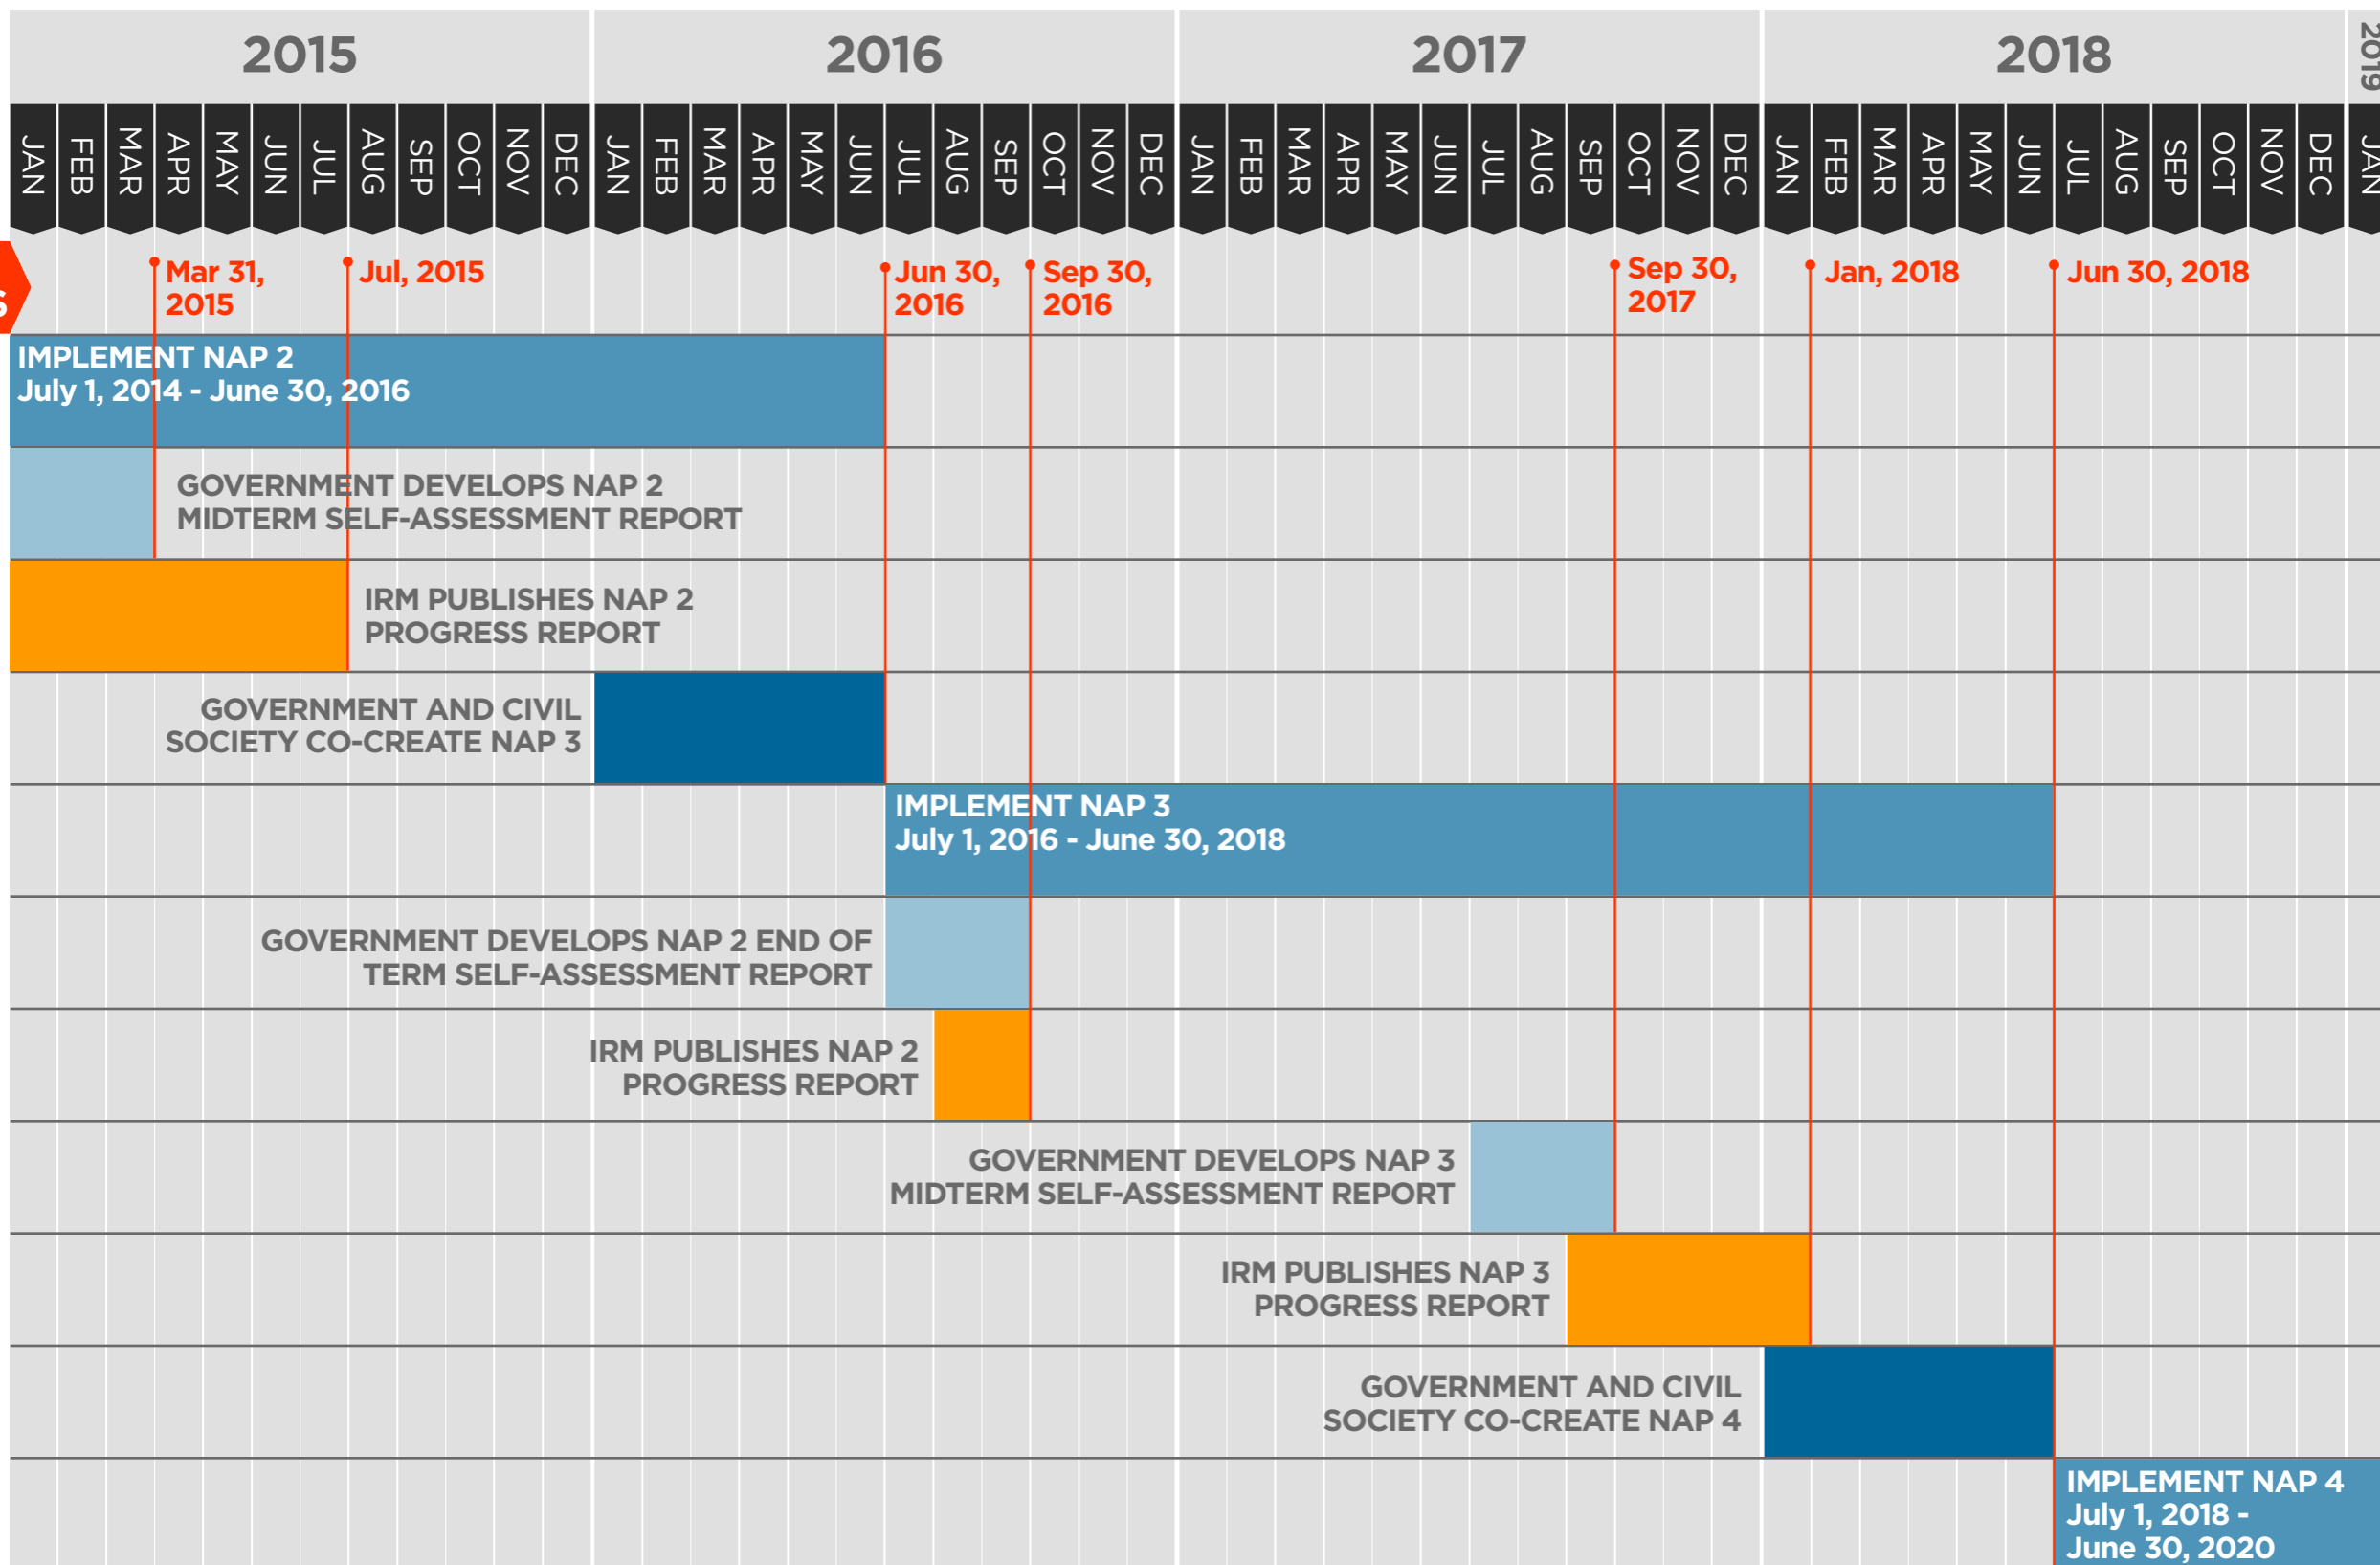 2015 2016 2017 2018 2019
JAN FEB MAR APR MAY JUN JUL AUG SEP OCT NOV DEC JAN FEB MAR APR MAY JUN JUL AUG SEP OCT NOV DEC JAN FEB MAR APR MAY JUN JUL AUG SEP OCT NOV DEC JAN FEB MAR APR MAY JUN JUL AUG SEP OCT NOV DEC JAN
Mar 31,
2015
Jul, 2015
Jun 30,
2016
Sep 30,
2016
Sep 30,
2017
Jan, 2018
Jun 30, 2018
S
IMPLEMENT NAP 2
July 1, 2014 - June 30, 2016
GOVERNMENT DEVELOPS NAP 2
MIDTERM SELF-ASSESSMENT REPORT
IRM PUBLISHES NAP 2
PROGRESS REPORT
GOVERNMENT AND CIVIL
SOCIETY CO-CREATE NAP 3
IMPLEMENT NAP 3
July 1, 2016 - June 30, 2018
GOVERNMENT DEVELOPS NAP 2 END OF
TERM SELF-ASSESSMENT REPORT
IRM PUBLISHES NAP 2
PROGRESS REPORT
GOVERNMENT DEVELOPS NAP 3
MIDTERM SELF-ASSESSMENT REPORT
IRM PUBLISHES NAP 3
PROGRESS REPORT
GOVERNMENT AND CIVIL
SOCIETY CO-CREATE NAP 4
IMPLEMENT NAP 4
July 1, 2018 -
June 30, 2020